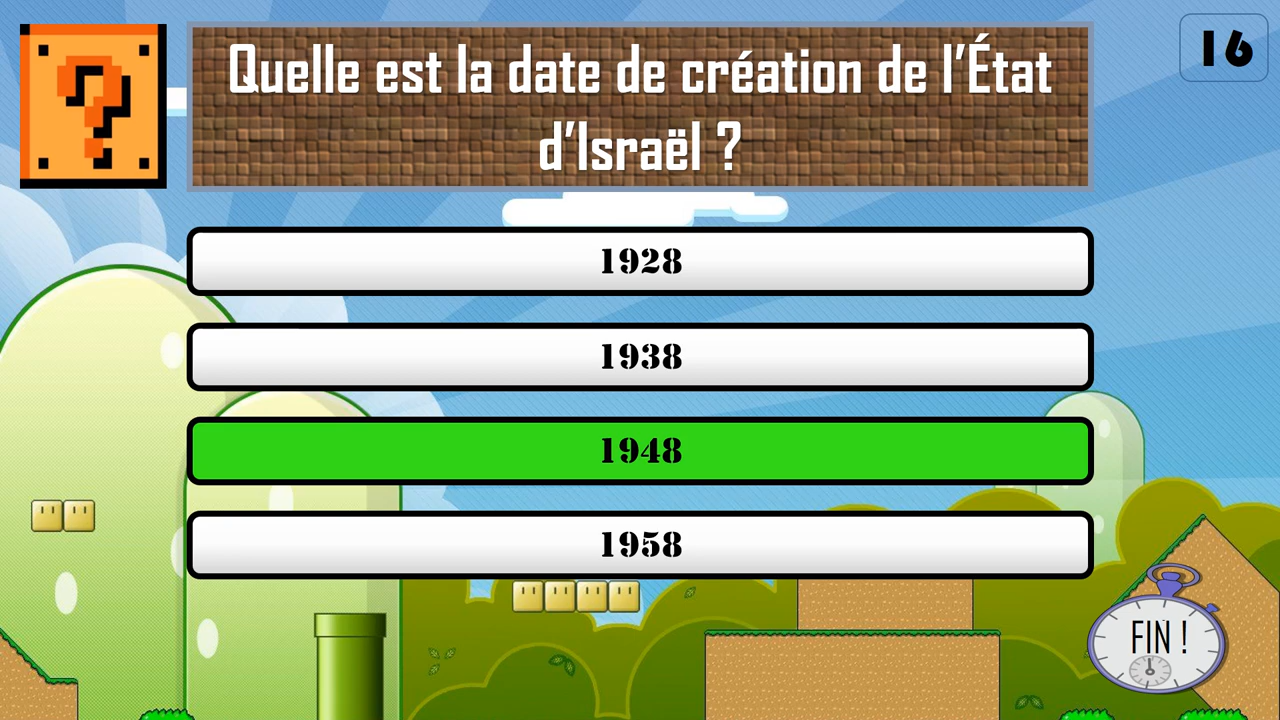 ?
Quelle est la date de création de l'État
d'Israël ?
16
1928
1938
1948
1958
FIN !